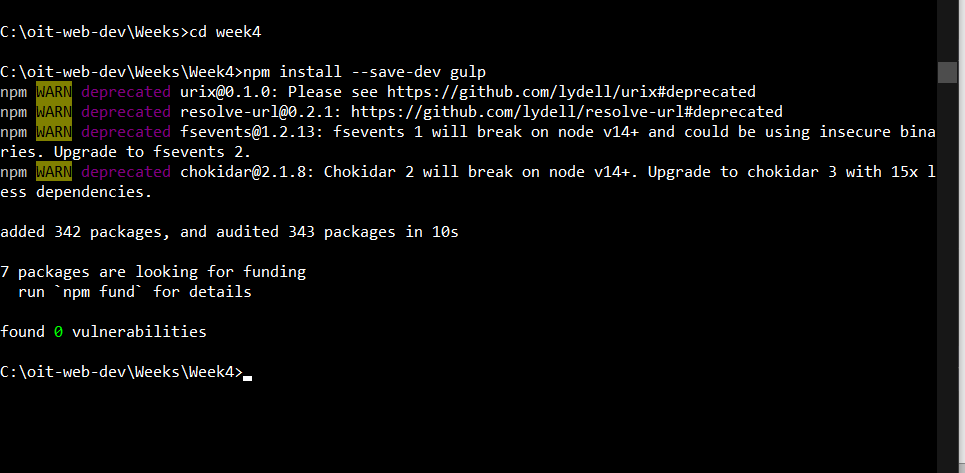 C:\oit-web-dev\Weeks>cd week4
C:\oit-web-dev\Weeks\Week4>npm install --save-dev gulp
npm WARN deprecated urix@0.1.0: Please see https://github.com/lydell/urix#deprecated
npm WARN deprecated resolve-url@0.2.1: https://github.com/lydell/resolve-url#deprecated
npm WARN deprecated fsevents@1.2.13: fsevents 1 will break on node v14+ and could be using insecure bina
ries. Upgrade to fsevents 2.
npm WARN deprecated chokidar@2.1.8: Chokidar 2 will break on node v14+. Upgrade to chokidar 3 with 15x l
ess dependencies.
added 342 packages, and audited 343 packages in 10s
7 packages are looking for funding
  run `npm fund` for details
found 0 vulnerabilities
C:\oit-web-dev\Weeks\Week4>